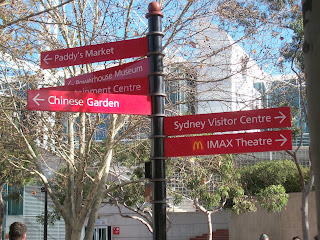 Paddy's Market
Powerhouse Museum
Entertainment Centre
Chinese Garden
Sydney Visitor Centre
IMAX Theatre